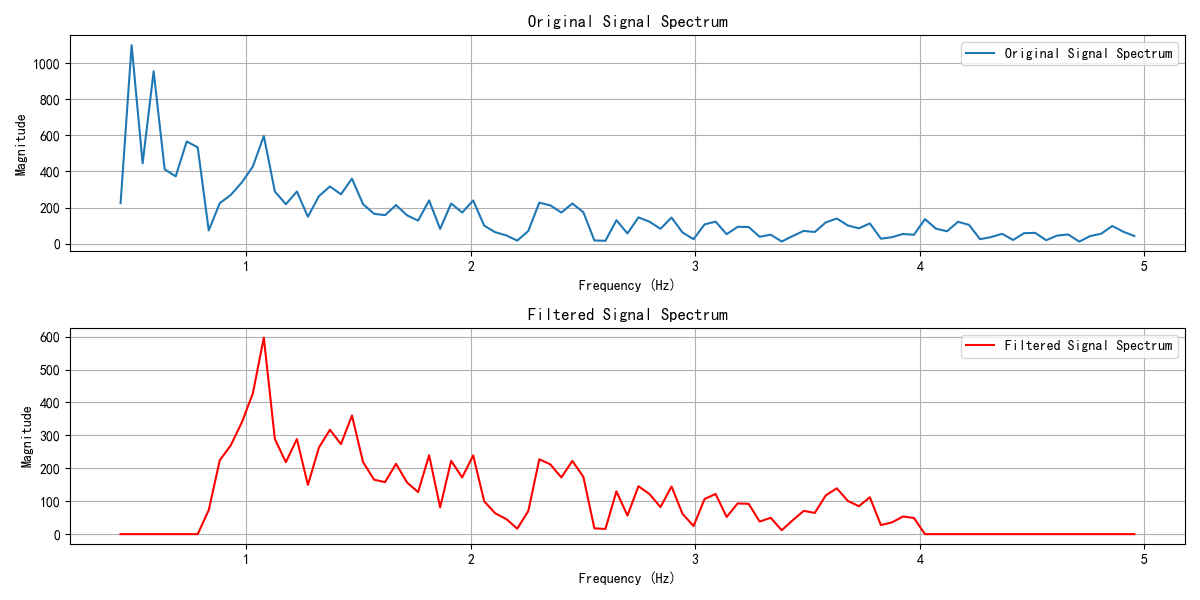 Original Signal Spectrum
Original Signal Spectrum
1000
800
600
400
200
0
Magnitude
1 2 3 4 5
Frequency (Hz)
Filtered Signal Spectrum
Filtered Signal Spectrum
600
500
400
300
200
100
0
Magnitude
1 2 3 4 5
Frequency (Hz)